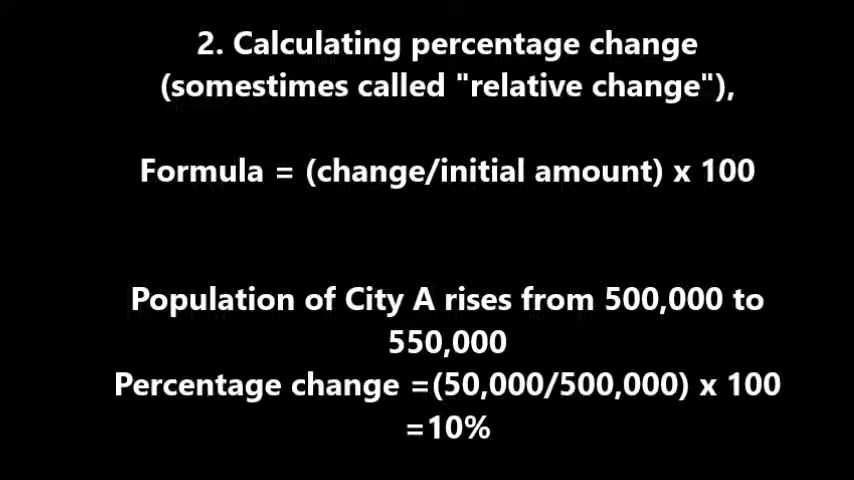 2. Calculating percentage change
(somestimes called "relative change"),
Formula = (change/initial amount) x 100
Population of City A rises from 500,000 to
550,000
Percentage change =(50,000/500,000) x 100
=10%